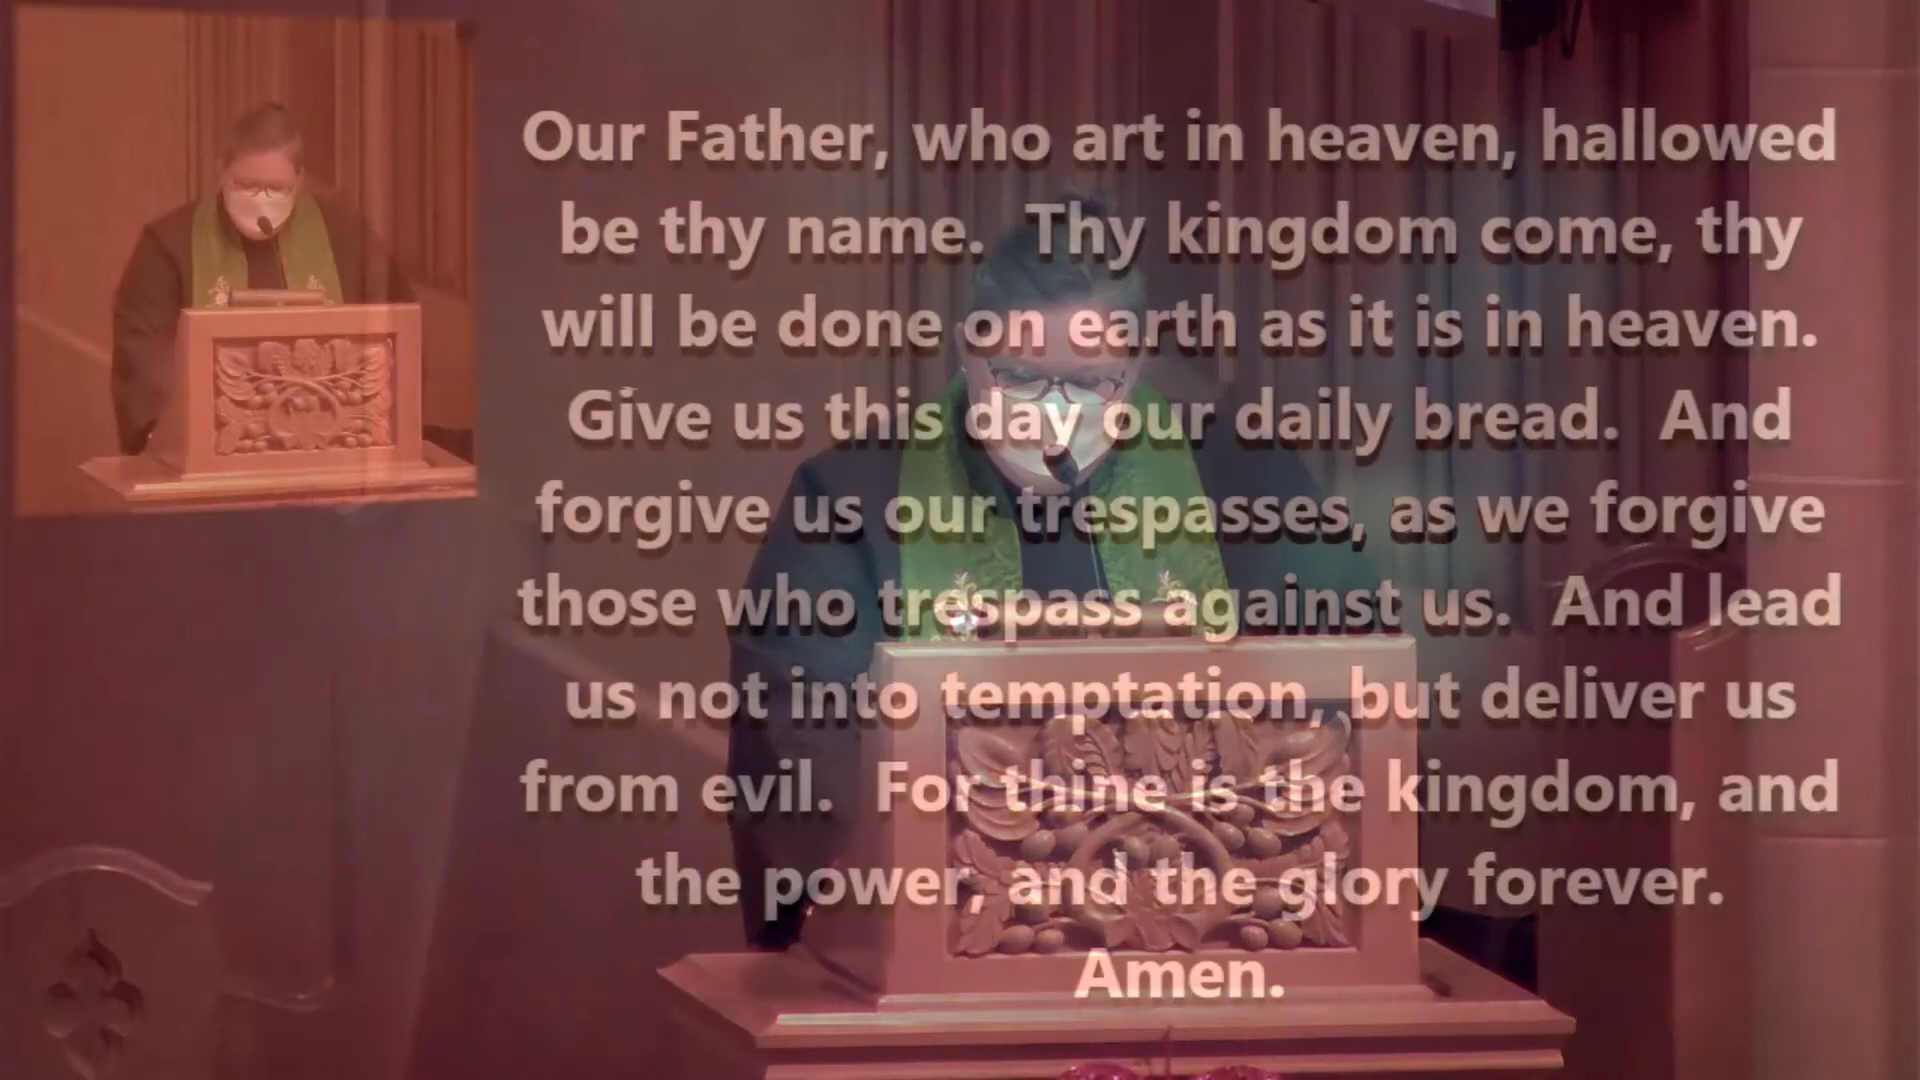 Our Father, who art in heaven, hallowed
be thy name. Thy kingdom come, thy
will be done on earth as it is in heaven.
Give us this day our daily bread. And
forgive us our trespasses, as we forgive
those who trespass against us. And lead
us not into temptation, but deliver us
from evil. For thine is the kingdom, and
the power, and the glory forever.
Amen.